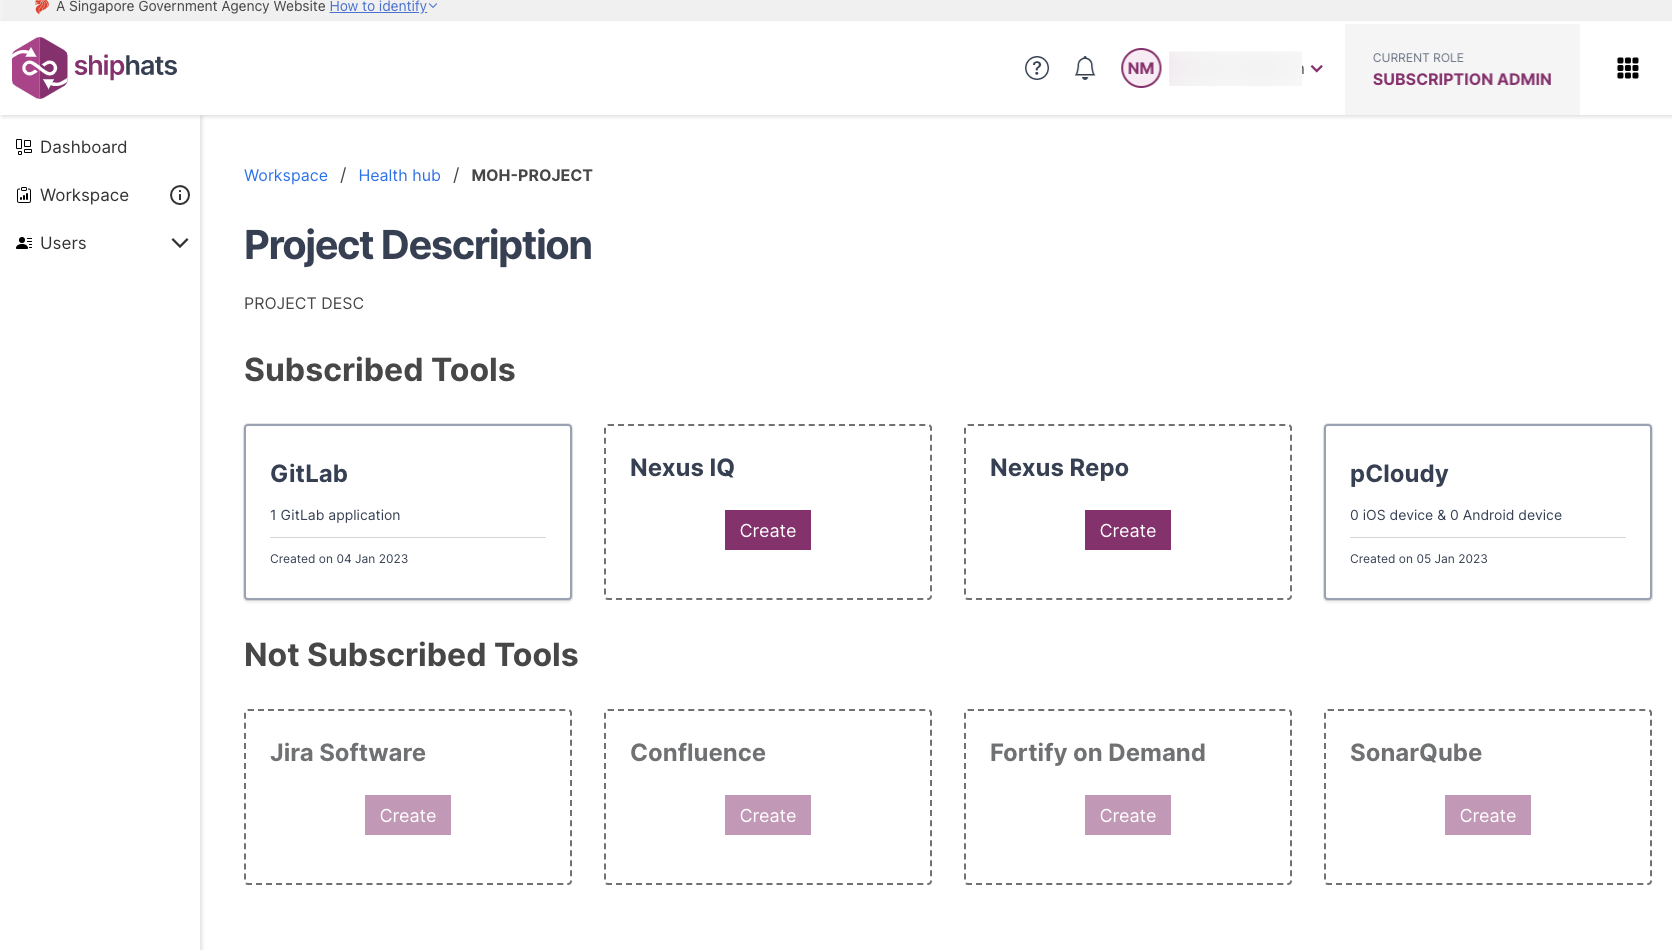 A Singapore Government Agency Website How to identify
shiphats
NM
CURRENT ROLE
SUBSCRIPTION ADMIN
Dashboard
Workspace
Users
Workspace / Health hub / MOH-PROJECT
Project Description
PROJECT DESC
Subscribed Tools
GitLab
1 GitLab application
Created on 04 Jan 2023
Nexus IQ
Create
Nexus Repo
Create
pCloudy
0 iOS device & 0 Android device
Created on 05 Jan 2023
Not Subscribed Tools
Jira Software
Create
Confluence
Create
Fortify on Demand
Create
SonarQube
Create